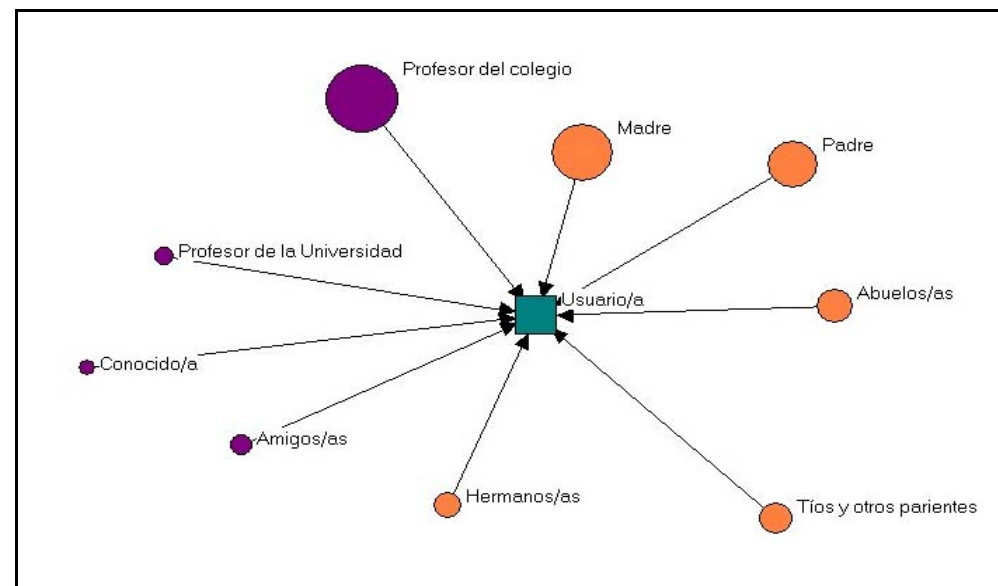 Profesor del colegio
Madre
Padre
Profesor de la Universidad
Usuario/a
Abuelos/as
Conocido/a
Amigos/as
Hermanos/as
Tíos y otros parientes